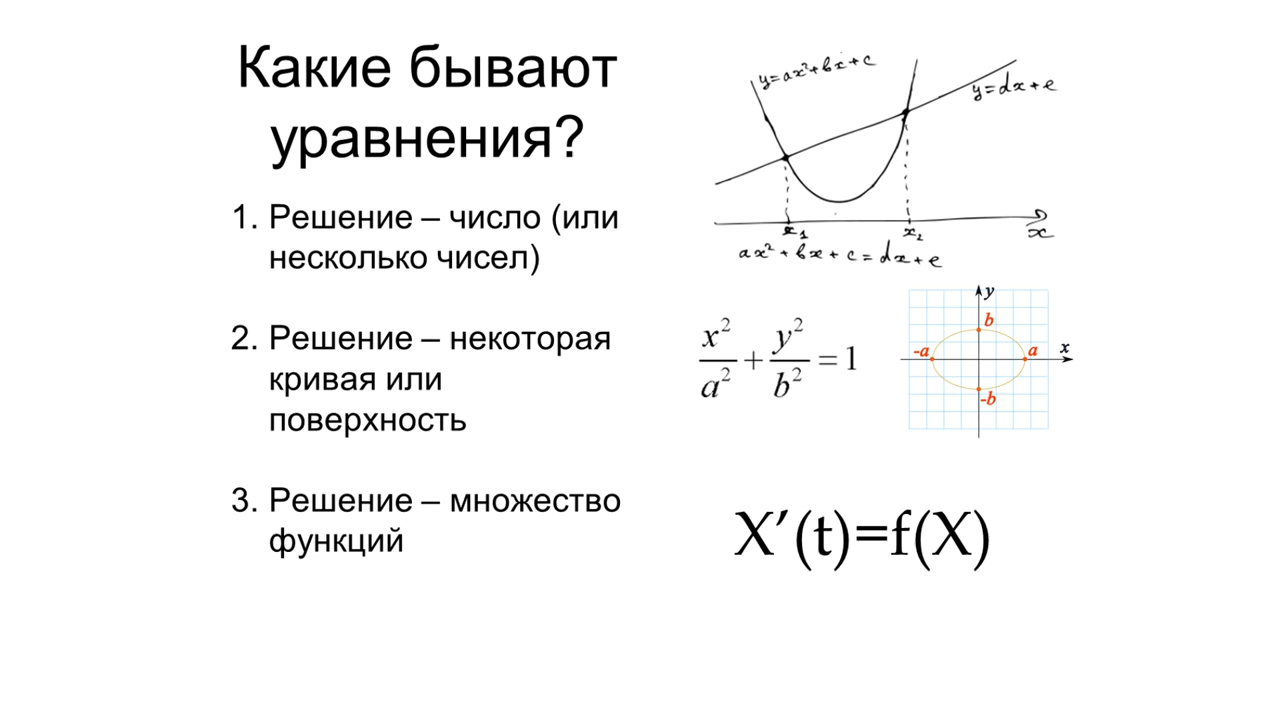 Какие бывают
уравнения?
1. Решение – число (или
несколько чисел)
2. Решение – некоторая
кривая или
поверхность
3. Решение – множество
функций
y=ax²+bx+c
y=dx+e
x₁
x₂
x
ax²+bx+c=dx+e
x²/a² + y²/b² = 1
y
b
-a
a
x
-b
X′(t)=f(X)